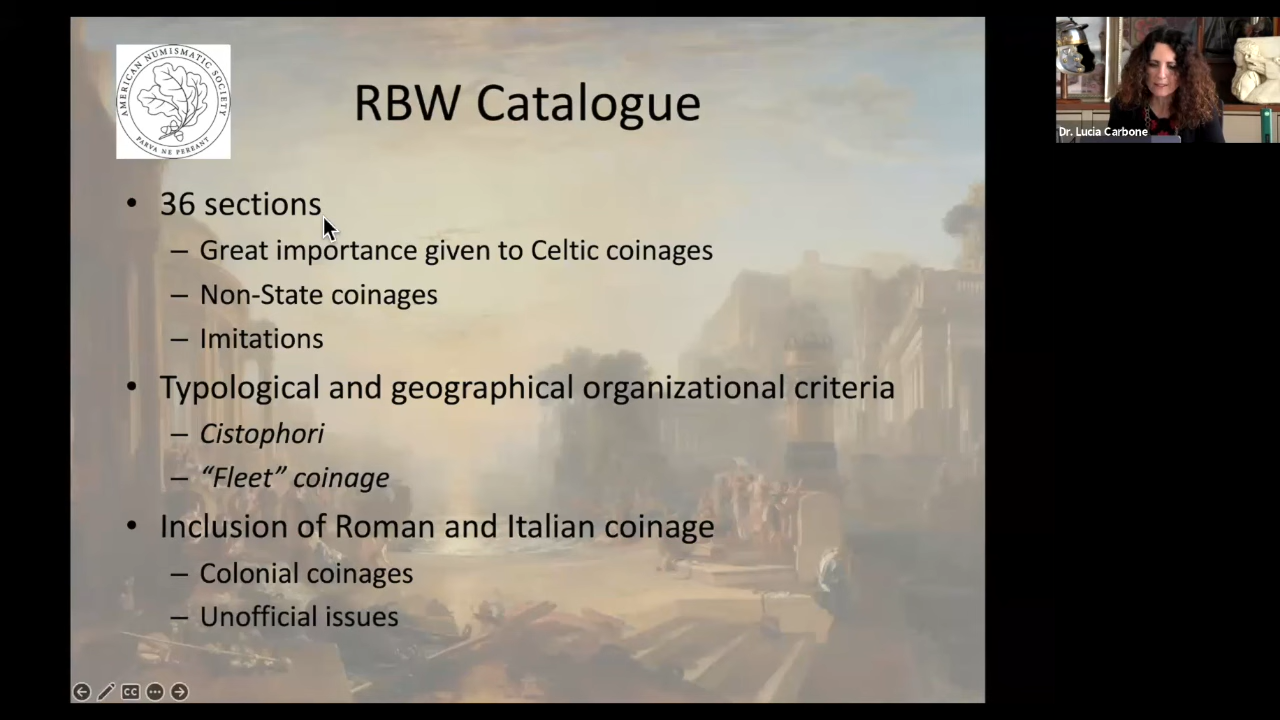 AMERICAN NUMISMATIC SOCIETY
PARVA NE PEREANT
RBW Catalogue
• 36 sections
– Great importance given to Celtic coinages
– Non-State coinages
– Imitations
• Typological and geographical organizational criteria
– Cistophori
– “Fleet” coinage
• Inclusion of Roman and Italian coinage
– Colonial coinages
– Unofficial issues
CC
Dr. Lucia Carbone